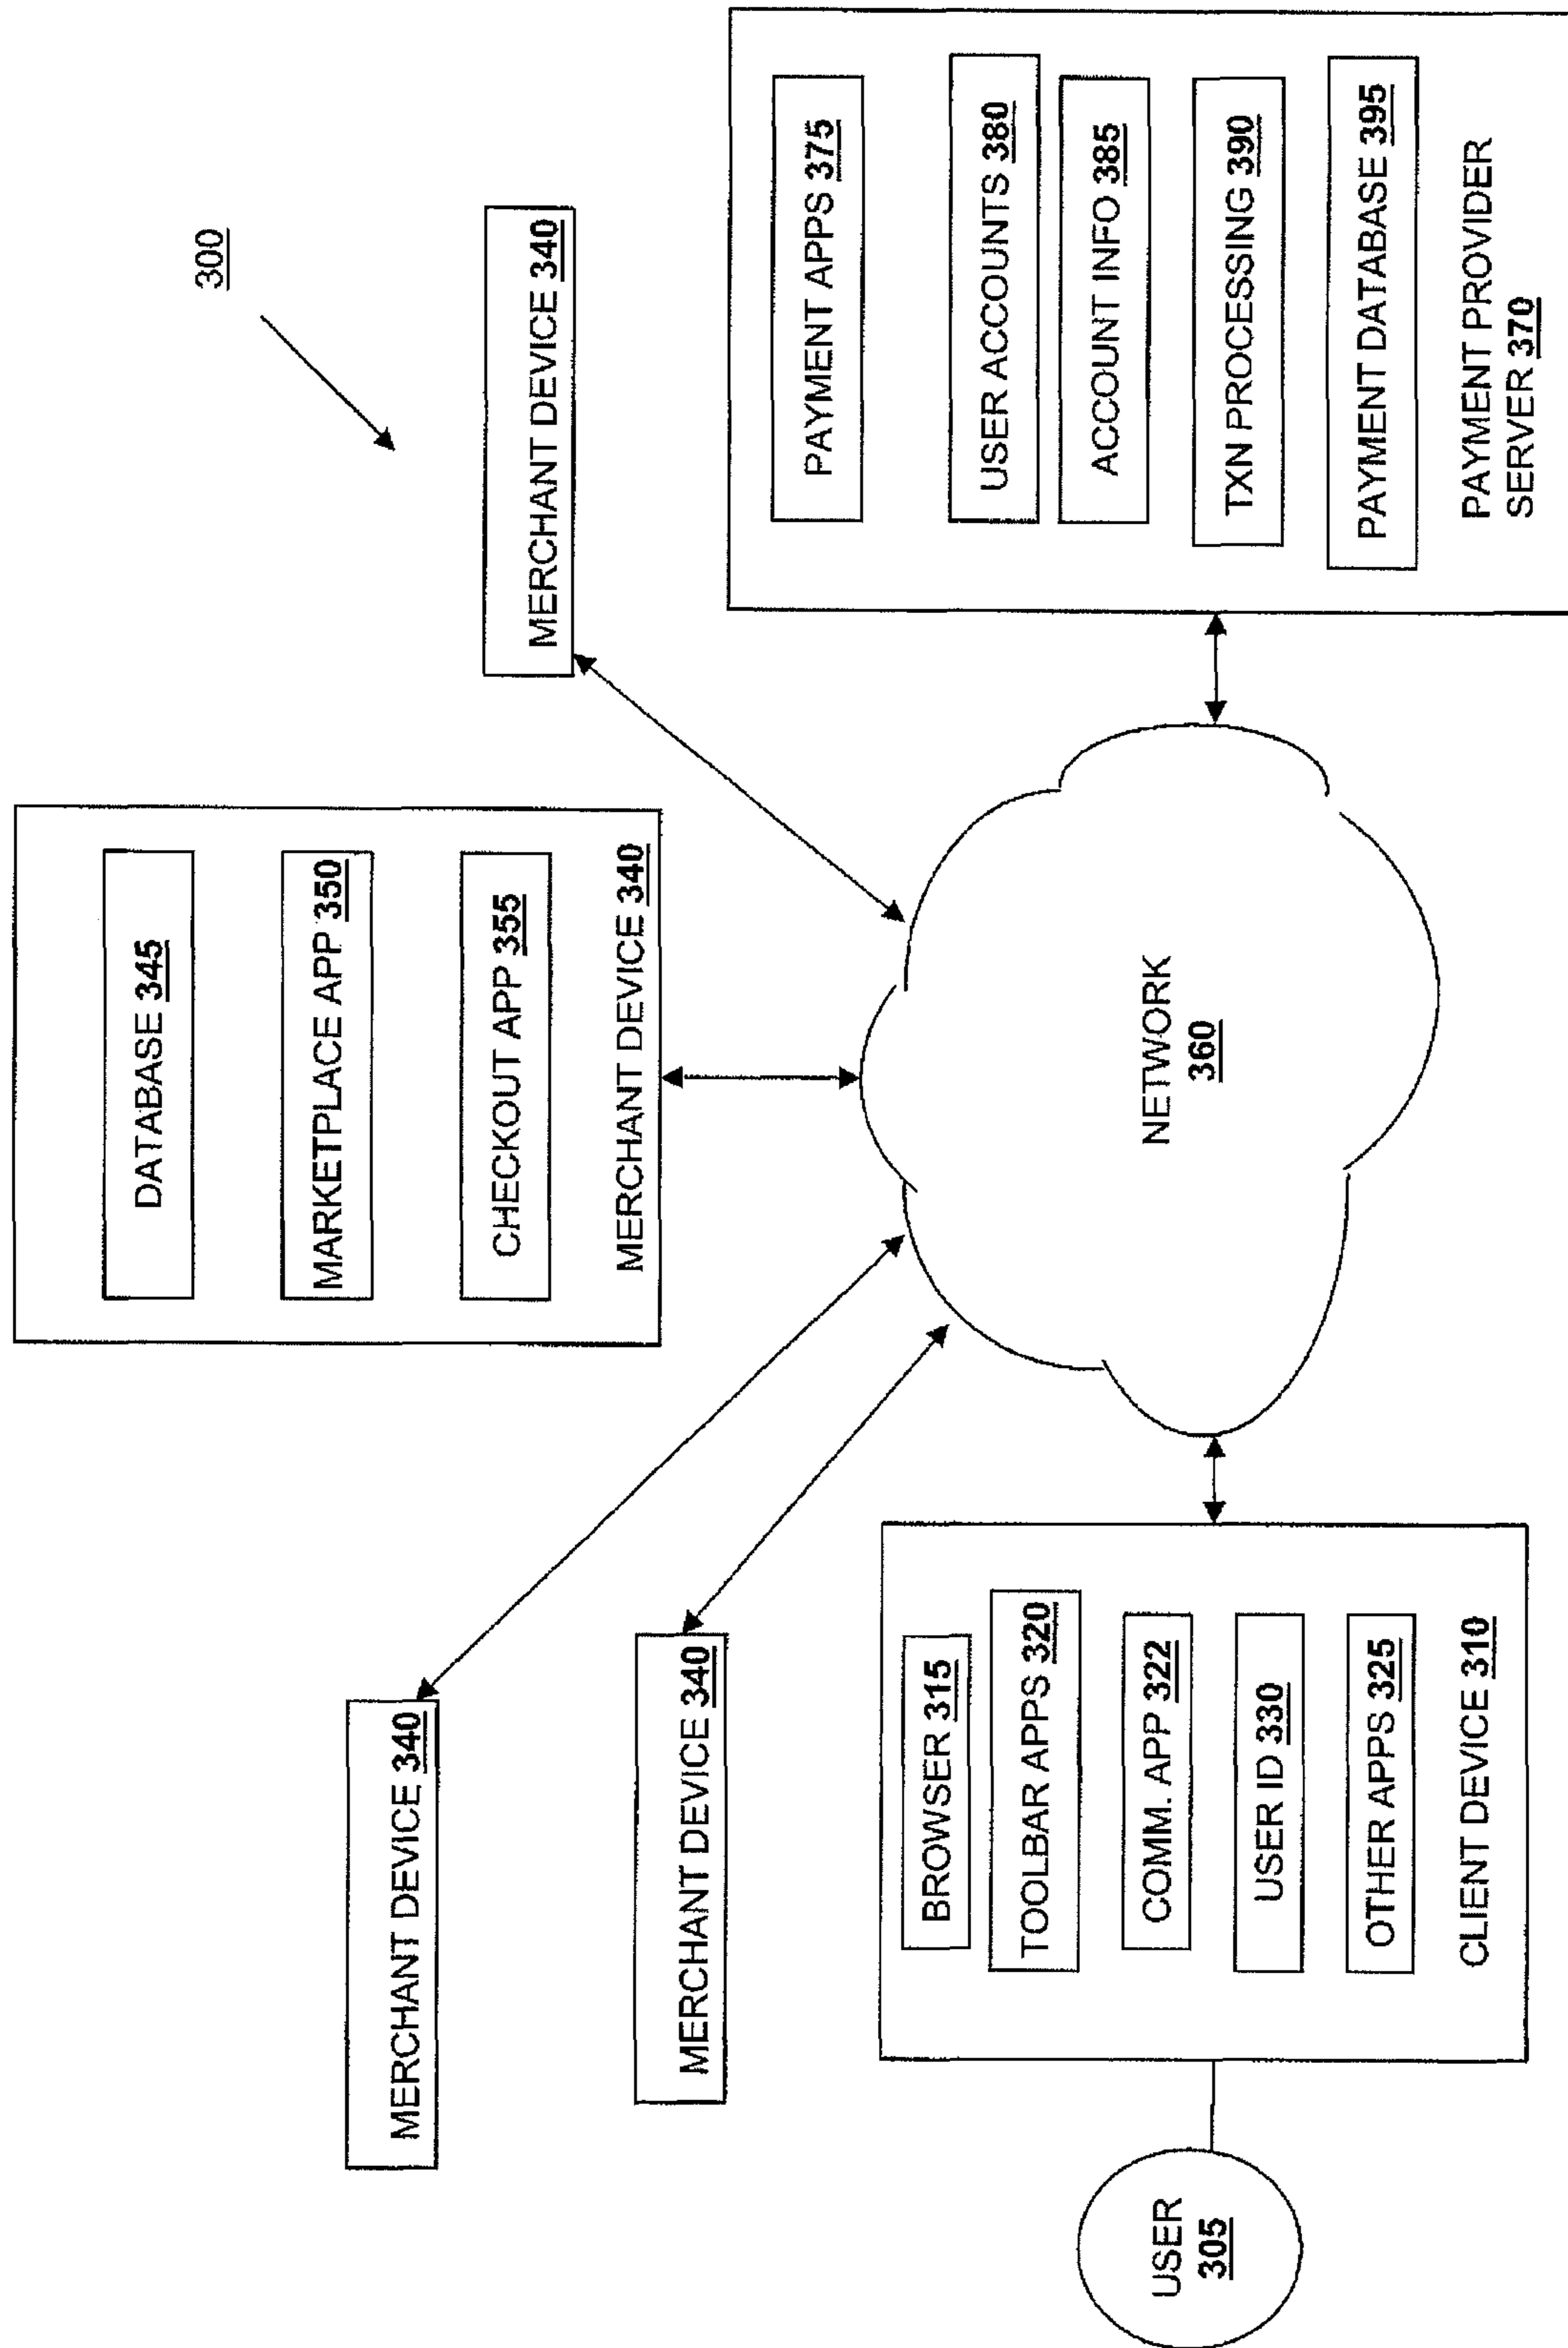 300
MERCHANT DEVICE 340
MERCHANT DEVICE 340
DATABASE 345
MARKETPLACE APP 350
CHECKOUT APP 355
MERCHANT DEVICE 340
MERCHANT DEVICE 340
USER
305
BROWSER 315
TOOLBAR APPS 320
COMM. APP 322
USER ID 330
OTHER APPS 325
CLIENT DEVICE 310
NETWORK
360
PAYMENT APPS 375
USER ACCOUNTS 380
ACCOUNT INFO 385
TXN PROCESSING 390
PAYMENT DATABASE 395
PAYMENT PROVIDER
SERVER 370